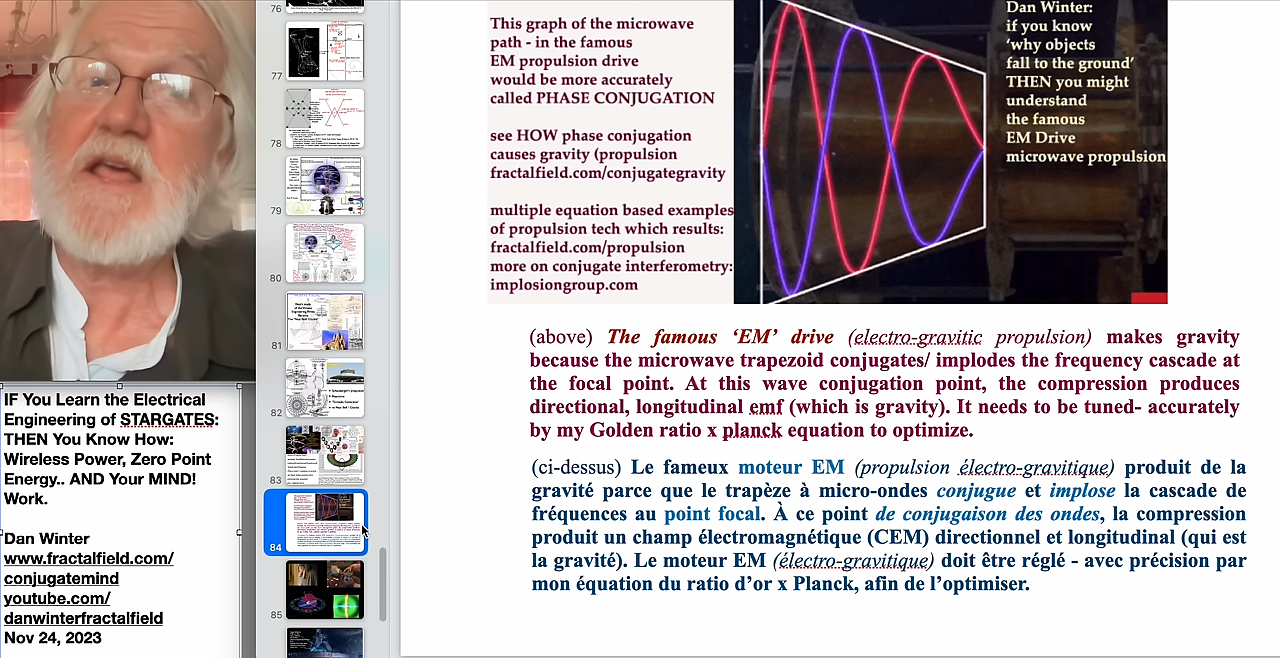 This graph of the microwave
path - in the famous
EM propulsion drive
would be more accurately
called PHASE CONJUGATION
see HOW phase conjugation
causes gravity (propulsion
fractalfield.com/conjugategravity
multiple equation based examples
of propulsion tech which results:
fractalfield.com/propulsion
more on conjugate interferometry:
implosiongroup.com
Dan Winter:
if you know
‘why objects
fall to the ground’
THEN you might
understand
the famous
EM Drive
microwave propulsion
(above) The famous ‘EM’ drive (electro-gravitic propulsion) makes gravity
because the microwave trapezoid conjugates/ implodes the frequency cascade at
the focal point. At this wave conjugation point, the compression produces
directional, longitudinal emf (which is gravity). It needs to be tuned- accurately
by my Golden ratio x planck equation to optimize.
(ci-dessus) Le fameux moteur EM (propulsion électro-gravitique) produit de la
gravité parce que le trapèze à micro-ondes conjugue et implose la cascade de
fréquences au point focal. À ce point de conjugaison des ondes, la compression
produit un champ électromagnétique (CEM) directionnel et longitudinal (qui est
la gravité). Le moteur EM (électro-gravitique) doit être réglé - avec précision par
mon équation du ratio d’or x Planck, afin de l’optimiser.
IF You Learn the Electrical
Engineering of STARGATES:
THEN You Know How:
Wireless Power, Zero Point
Energy.. AND Your MIND!
Work.
Dan Winter
www.fractalfield.com/
conjugatemind
youtube.com/
danwinterfractalfield
Nov 24, 2023
76
77
78
79
80
81
82
83
84
85